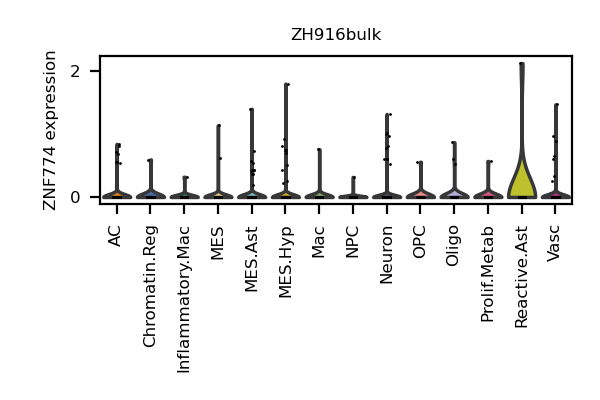 ZH916bulk
ZNF774 expression
2
0
AC
Chromatin.Reg
Inflammatory.Mac
MES
MES.Ast
MES.Hyp
Mac
NPC
Neuron
OPC
Oligo
Prolif.Metab
Reactive.Ast
Vasc